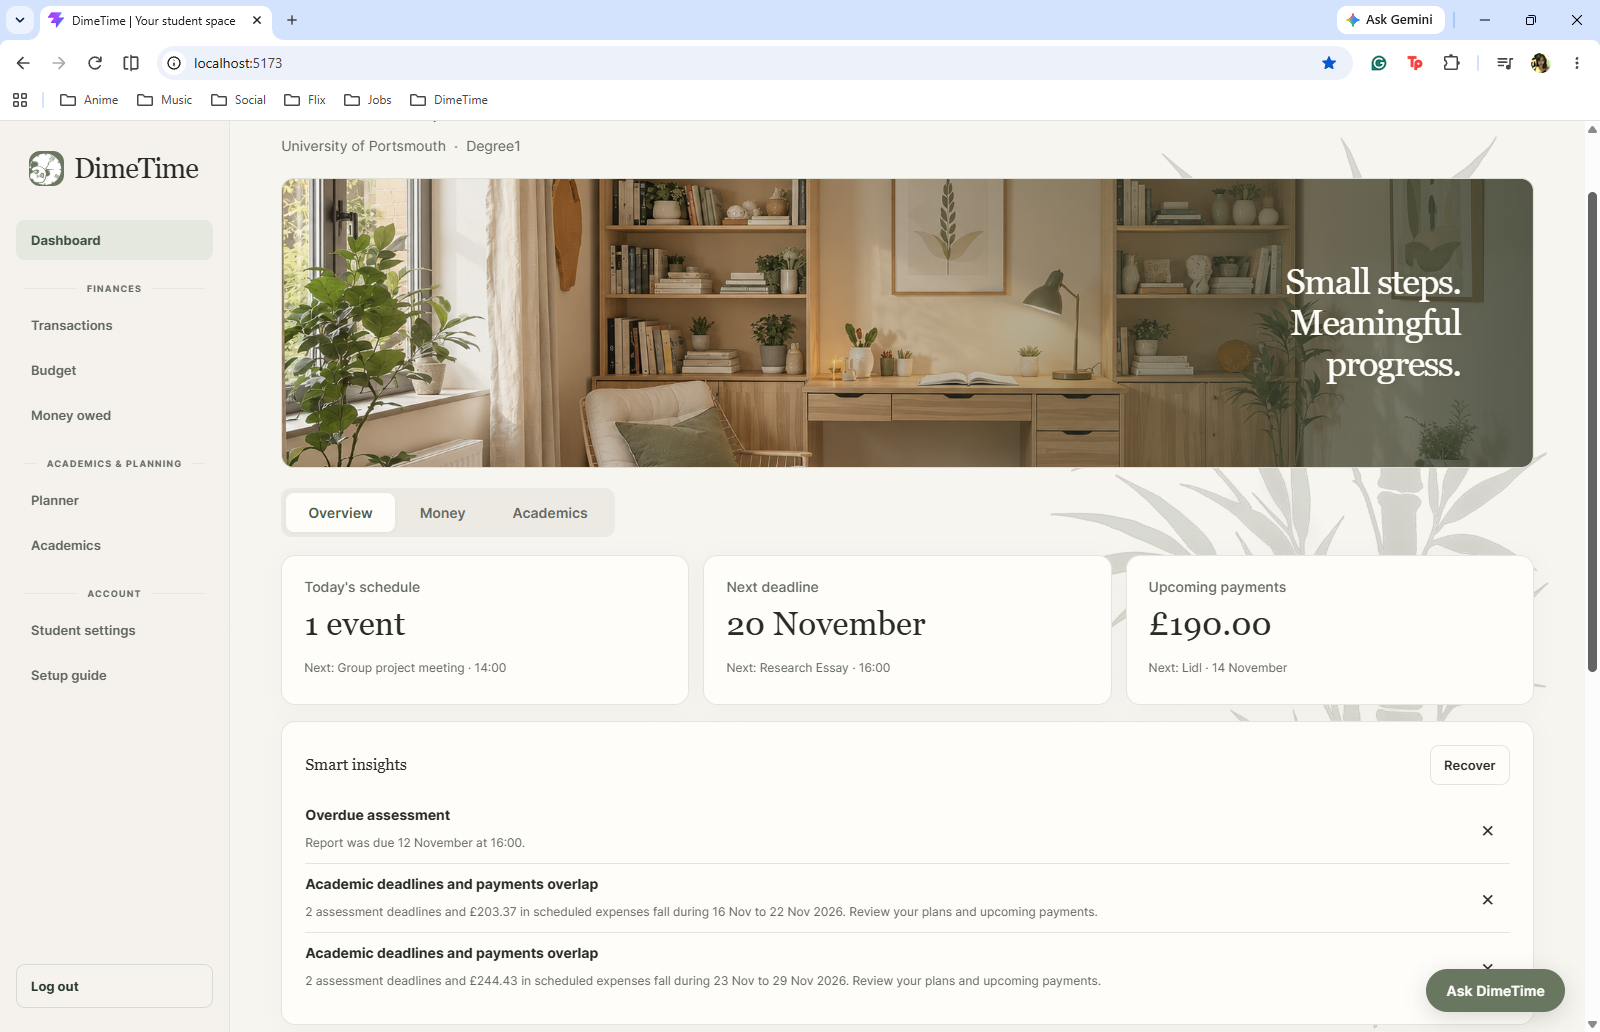 DimeTime | Your student space
Ask Gemini
localhost:5173
Anime
Music
Social
Flix
Jobs
DimeTime
DimeTime
Dashboard
FINANCES
Transactions
Budget
Money owed
ACADEMICS & PLANNING
Planner
Academics
ACCOUNT
Student settings
Setup guide
Log out
University of Portsmouth · Degree1
Small steps.
Meaningful
progress.
Overview
Money
Academics
Today's schedule
1 event
Next: Group project meeting · 14:00
Next deadline
20 November
Next: Research Essay · 16:00
Upcoming payments
£190.00
Next: Lidl · 14 November
Smart insights
Recover
Overdue assessment
Report was due 12 November at 16:00.
Academic deadlines and payments overlap
2 assessment deadlines and £203.37 in scheduled expenses fall during 16 Nov to 22 Nov 2026. Review your plans and upcoming payments.
Academic deadlines and payments overlap
2 assessment deadlines and £244.43 in scheduled expenses fall during 23 Nov to 29 Nov 2026. Review your plans and upcoming payments.
Ask DimeTime